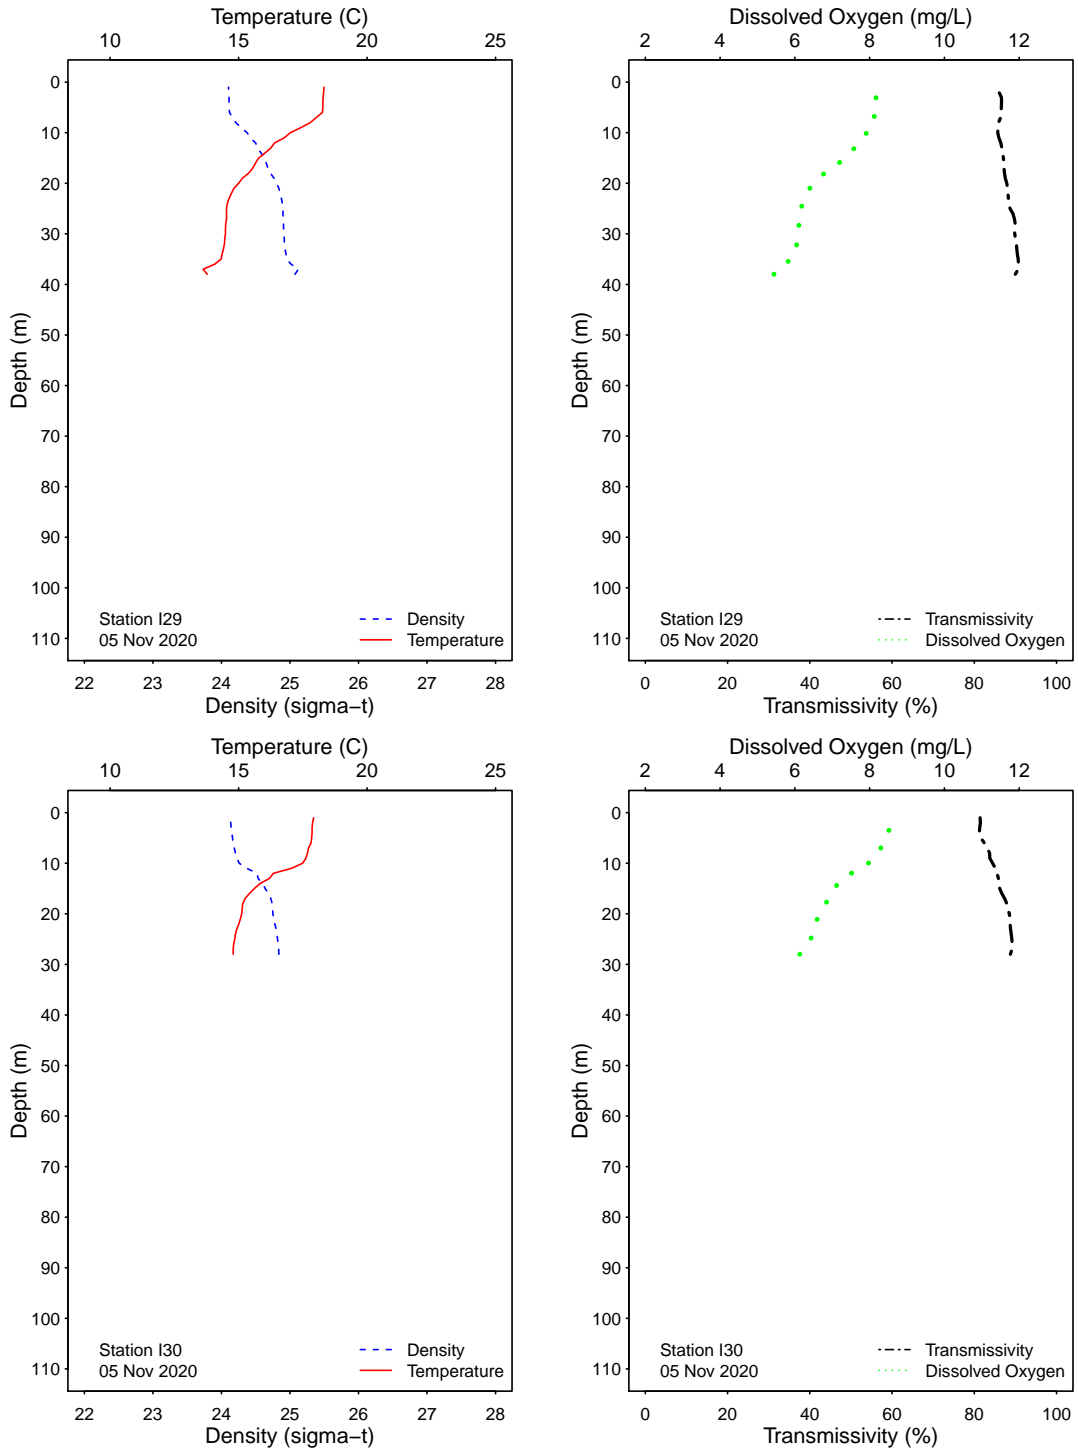 Temperature (C)
10 15 20 25
0
10
20
30
40
50
60
70
80
90
100
110
Depth (m)
Station I29
05 Nov 2020
Density
Temperature
22 23 24 25 26 27 28
Density (sigma−t)
Dissolved Oxygen (mg/L)
2 4 6 8 10 12
0
10
20
30
40
50
60
70
80
90
100
110
Depth (m)
Station I29
05 Nov 2020
Transmissivity
Dissolved Oxygen
0 20 40 60 80 100
Transmissivity (%)
Temperature (C)
10 15 20 25
0
10
20
30
40
50
60
70
80
90
100
110
Depth (m)
Station I30
05 Nov 2020
Density
Temperature
22 23 24 25 26 27 28
Density (sigma−t)
Dissolved Oxygen (mg/L)
2 4 6 8 10 12
0
10
20
30
40
50
60
70
80
90
100
110
Depth (m)
Station I30
05 Nov 2020
Transmissivity
Dissolved Oxygen
0 20 40 60 80 100
Transmissivity (%)